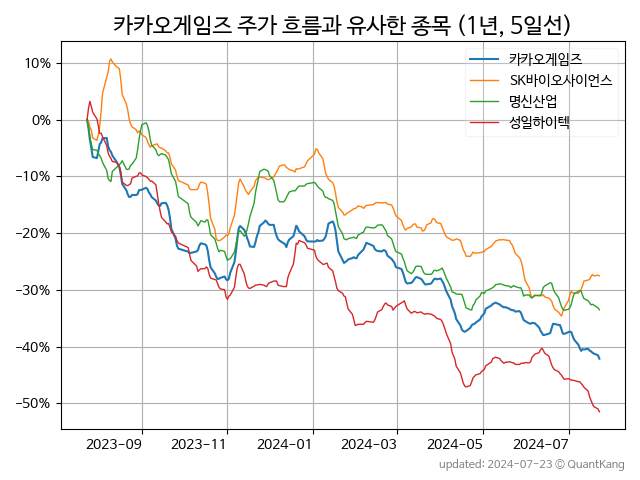 카카오게임즈 주가 흐름과 유사한 종목 (1년, 5일선)
카카오게임즈
SK바이오사이언스
명신산업
성일하이텍
10%
0%
−10%
−20%
−30%
−40%
−50%
2023-09 2023-11 2024-01 2024-03 2024-05 2024-07
updated: 2024-07-23 © QuantKang